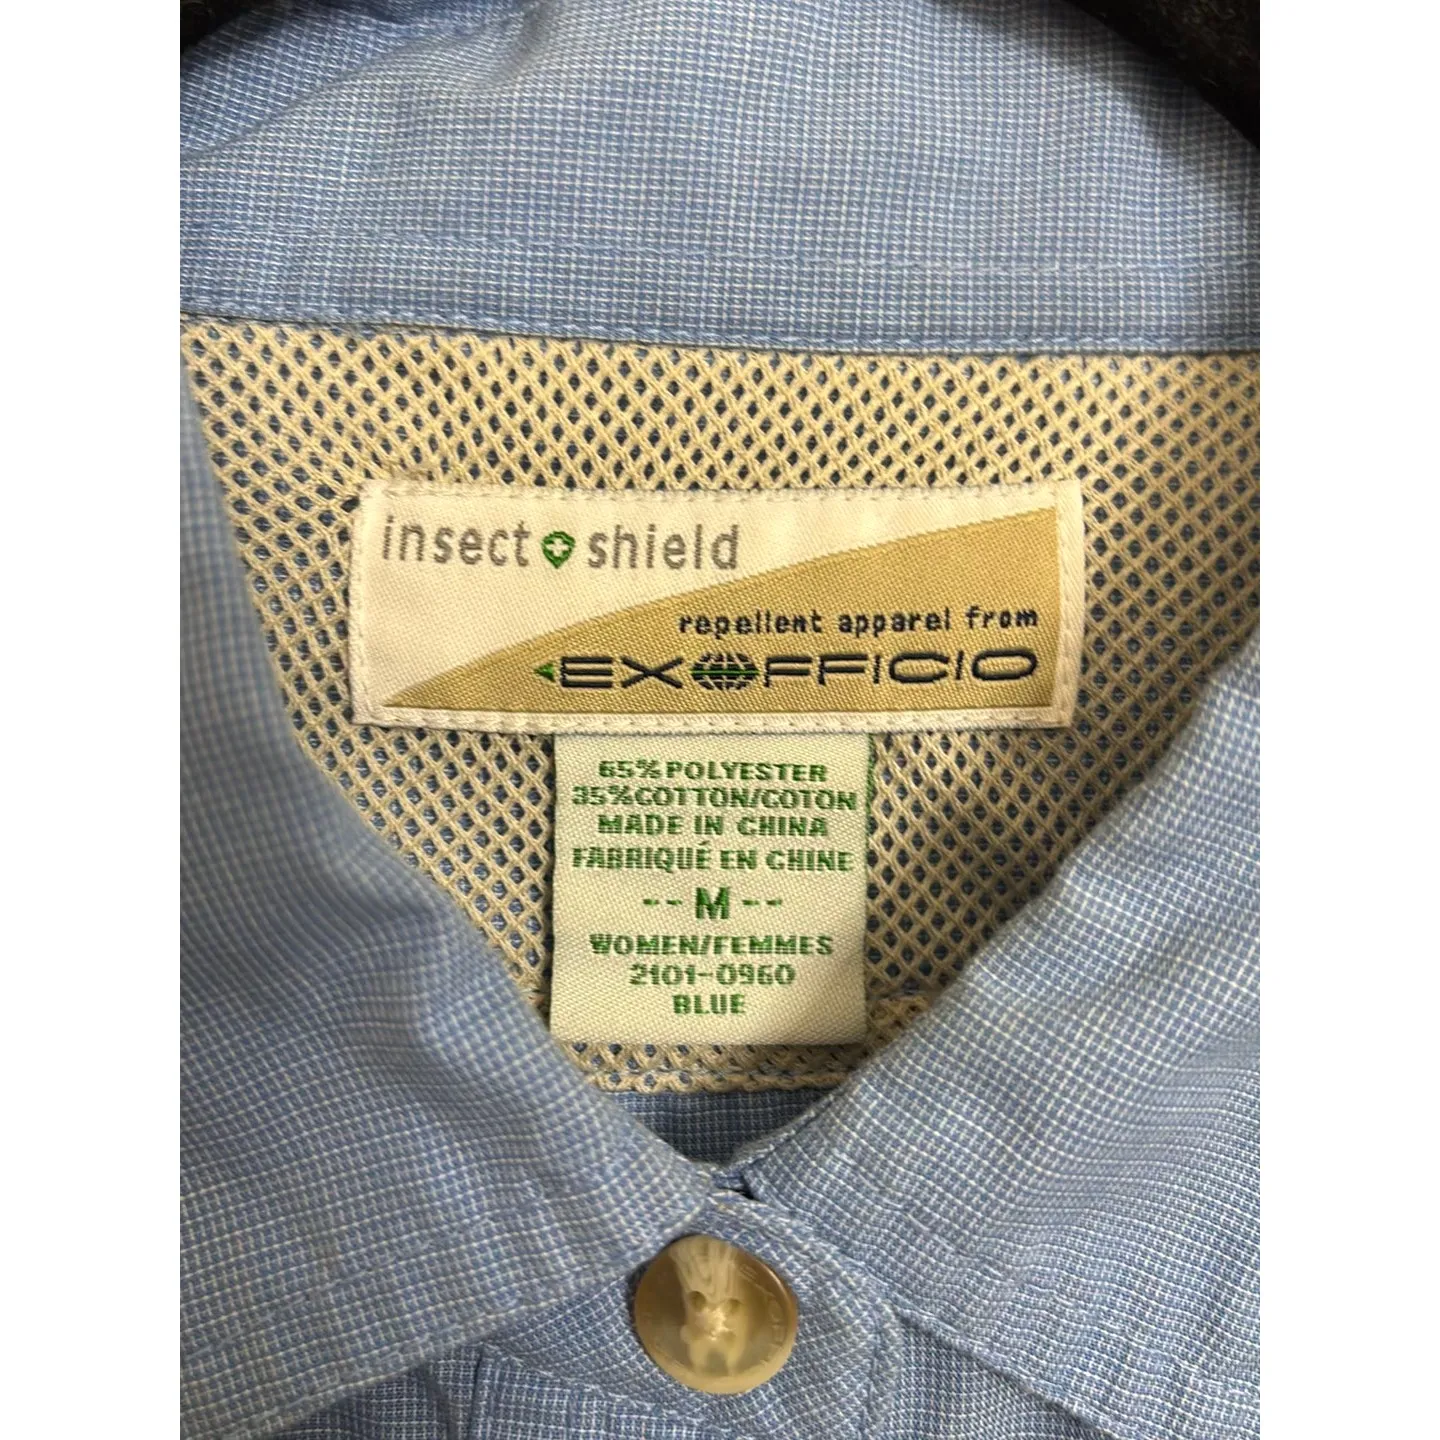 insect shield
repellent apparel from
EXOFFICIO
65% POLYESTER
35% COTTON/COTON
MADE IN CHINA
FABRIQUÉ EN CHINE
-- M --
WOMEN/FEMMES
2101-0960
BLUE